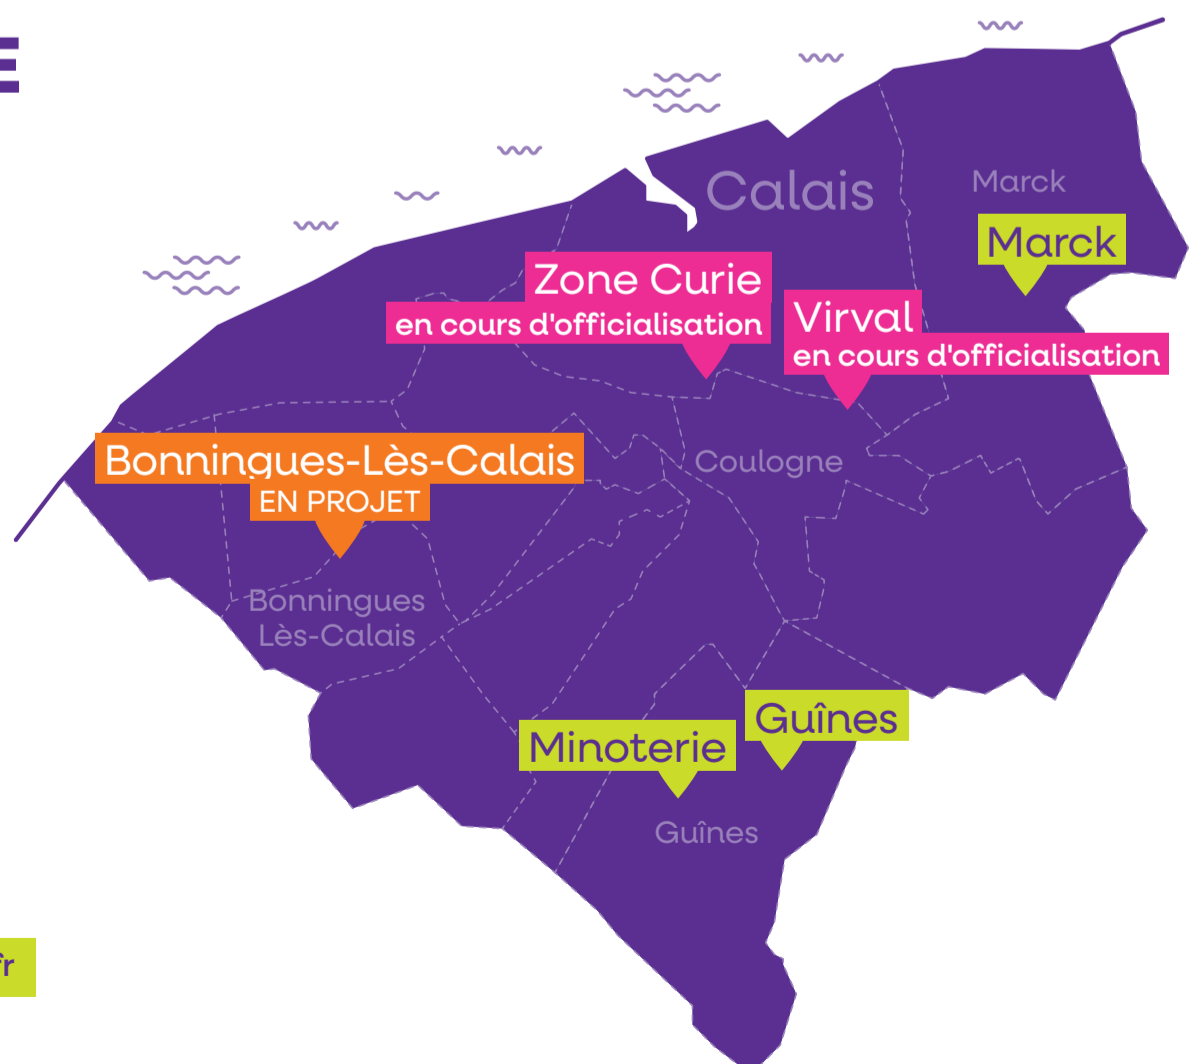 E
Calais
Marck
Marck
Zone Curie
en cours d'officialisation
Virval
en cours d'officialisation
Bonningues-Lès-Calais
EN PROJET
Coulogne
Bonningues
Lès-Calais
Guînes
Minoterie
Guînes
fr